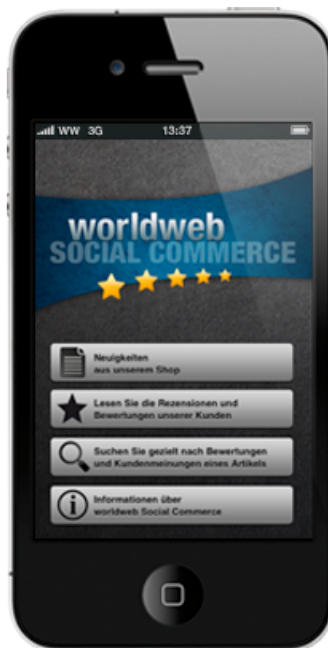 WW 3G 13:37
worldweb
SOCIAL COMMERCE
Neuigkeiten
aus unserem Shop
Lesen Sie die Rezensionen und
Bewertungen unserer Kunden
Suchen Sie gezielt nach Bewertungen
und Kundenmeinungen eines Artikels
Informationen über
worldweb Social Commerce